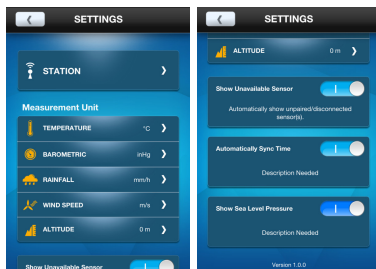 SETTINGS
STATION
Measurement Unit
TEMPERATURE °C
BAROMETRIC inHg
RAINFALL mm/h
WIND SPEED m/s
ALTITUDE 0 m
Show Unavailable Sensor
SETTINGS
ALTITUDE 0 m
Show Unavailable Sensor
Automatically show unpaired/disconnected
sensor(s).
Automatically Sync Time
Description Needed
Show Sea Level Pressure
Description Needed
Version 1.0.0